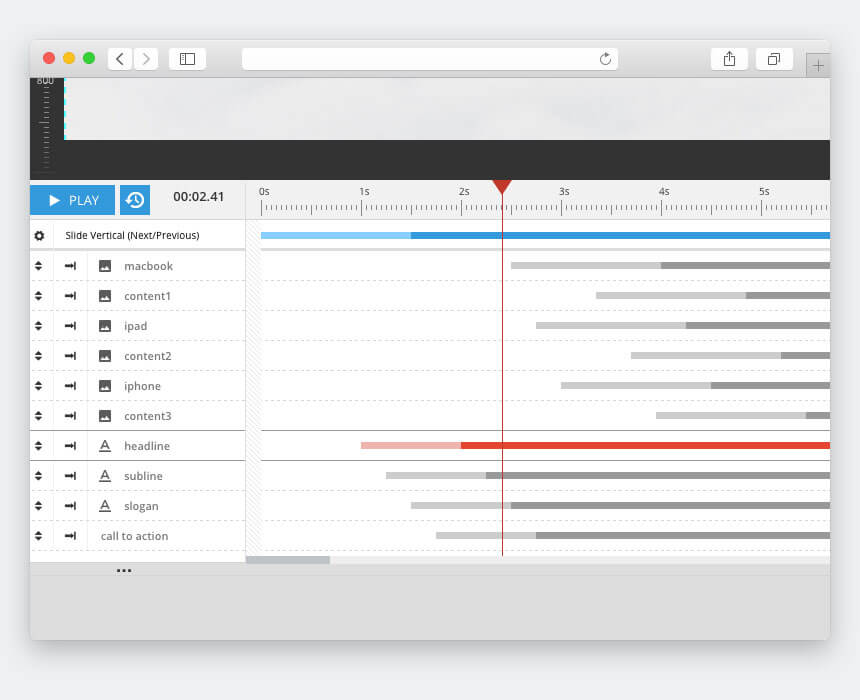 800
PLAY
00:02.41
0s 1s 2s 3s 4s 5s
Slide Vertical (Next/Previous)
macbook
content1
ipad
content2
iphone
content3
headline
subline
slogan
call to action